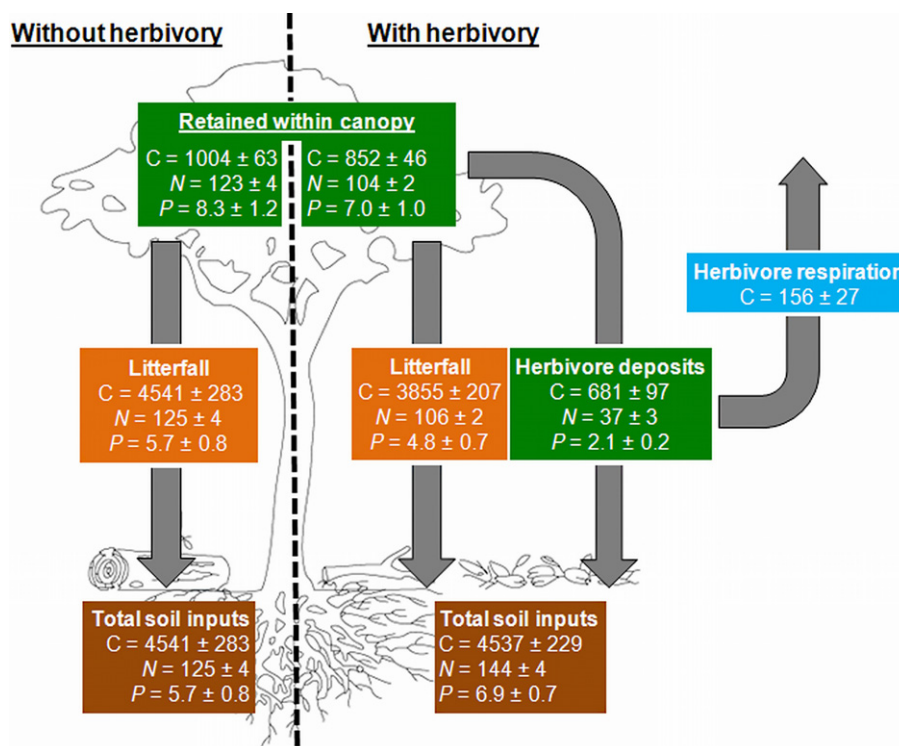 Without herbivory
With herbivory
Retained within canopy
C = 1004 ± 63
N = 123 ± 4
P = 8.3 ± 1.2
C = 852 ± 46
N = 104 ± 2
P = 7.0 ± 1.0
Herbivore respiration
C = 156 ± 27
Litterfall
C = 4541 ± 283
N = 125 ± 4
P = 5.7 ± 0.8
Litterfall
C = 3855 ± 207
N = 106 ± 2
P = 4.8 ± 0.7
Herbivore deposits
C = 681 ± 97
N = 37 ± 3
P = 2.1 ± 0.2
Total soil inputs
C = 4541 ± 283
N = 125 ± 4
P = 5.7 ± 0.8
Total soil inputs
C = 4537 ± 229
N = 144 ± 4
P = 6.9 ± 0.7